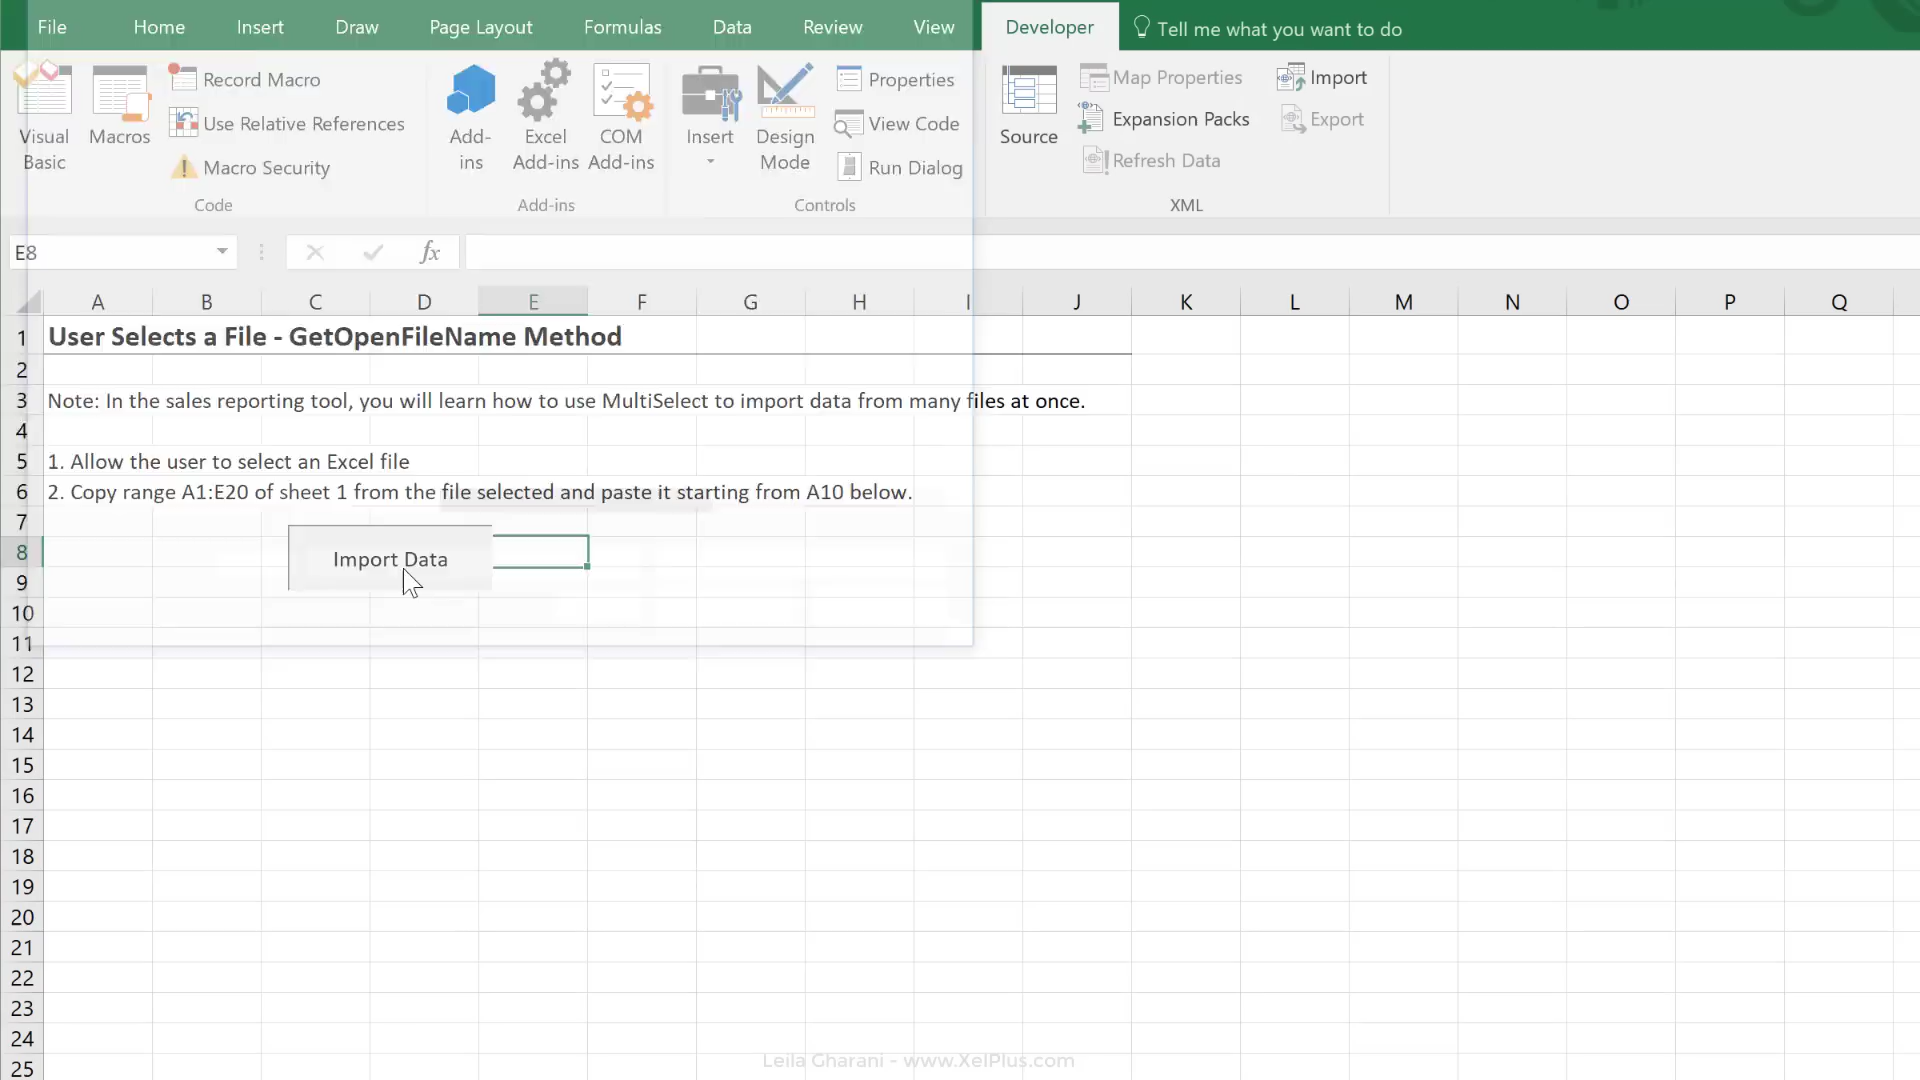 File Home Insert Draw Page Layout Formulas Data Review View Developer Tell me what you want to do
Visual Basic
Macros
Record Macro
Use Relative References
Macro Security
Code
Add-ins
Excel Add-ins
COM Add-ins
Add-ins
Insert
Design Mode
Properties
View Code
Run Dialog
Controls
Source
Map Properties
Expansion Packs
Refresh Data
Import
Export
XML
E8
fx
A B C D E F G H I J K L M N O P Q
1 User Selects a File - GetOpenFileName Method
2
3 Note: In the sales reporting tool, you will learn how to use MultiSelect to import data from many files at once.
4
5 1. Allow the user to select an Excel file
6 2. Copy range A1:E20 of sheet 1 from the file selected and paste it starting from A10 below.
7
8 Import Data
9
10
11
12
13
14
15
16
17
18
19
20
21
22
23
24
25
Leila Gharani - www.XelPlus.com